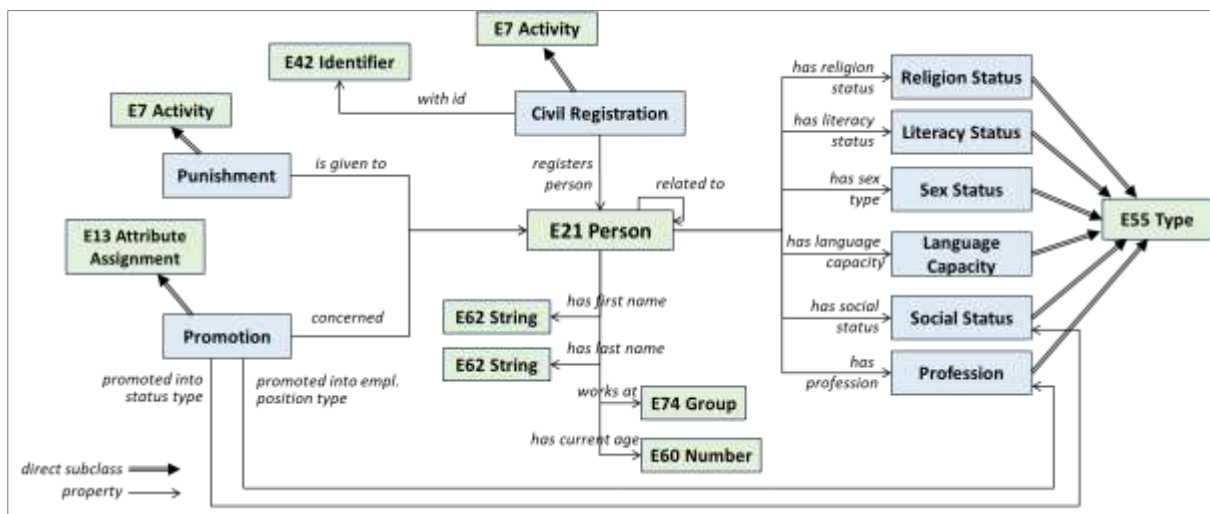 E7 Activity
E42 Identifier
with id
Civil Registration
E7 Activity
Punishment
is given to
registers
person
related to
E21 Person
E13 Attribute
Assignment
Promotion
concerned
promoted into
status type
promoted into empl.
position type
has first name
E62 String
has last name
E62 String
works at
E74 Group
has current age
E60 Number
has religion
status
Religion Status
has literacy
status
Literacy Status
has sex
type
Sex Status
has language
capacity
Language
Capacity
has social
status
Social Status
has
profession
Profession
E55 Type
direct subclass
property